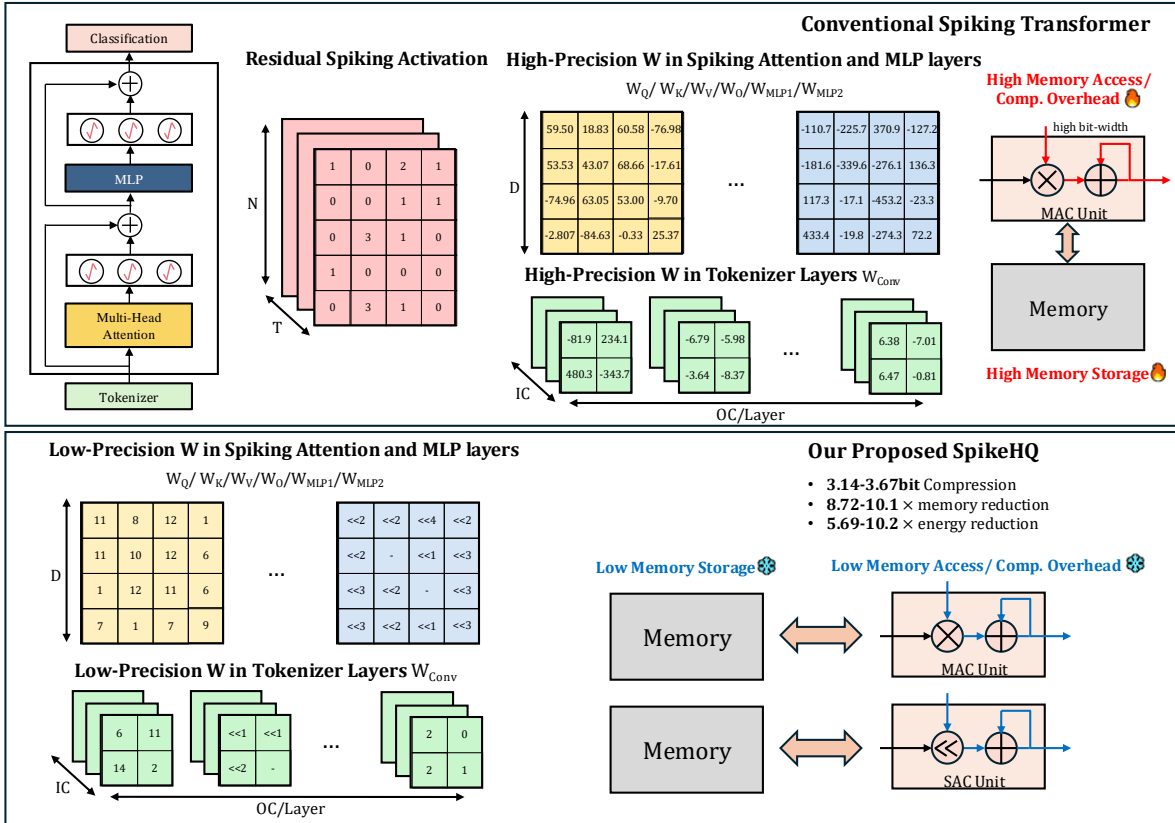 Conventional Spiking Transformer
Classification
MLP
Multi-Head
Attention
Tokenizer
Residual Spiking Activation
N
T
1 0 2 1
0 0 1 1
0 3 1 0
1 0 0 0
0 3 1 0
High-Precision W in Spiking Attention and MLP layers
W_Q/ W_K/W_V/W_O/W_MLP1/W_MLP2
D
59.50 18.83 60.58 -76.98
53.53 43.07 68.66 -17.61
-74.96 63.05 53.00 -9.70
-2.807 -84.63 -0.33 25.37
...
-110.7 -225.7 370.9 -127.2
-181.6 -339.6 -276.1 136.3
117.3 -17.1 -453.2 -23.3
433.4 -19.8 -274.3 72.2
High-Precision W in Tokenizer Layers W_Conv
-81.9 234.1
480.3 -343.7
-6.79 -5.98
-3.64 -8.37
...
6.38 -7.01
6.47 -0.81
IC
OC/Layer
High Memory Access/
Comp. Overhead
high bit-width
MAC Unit
Memory
High Memory Storage
Low-Precision W in Spiking Attention and MLP layers
W_Q/ W_K/W_V/W_O/W_MLP1/W_MLP2
D
11 8 12 1
11 10 12 6
1 12 11 6
7 1 7 9
...
<<2 <<2 <<4 <<2
<<2 - <<1 <<3
<<3 <<2 - <<3
<<3 <<2 <<1 <<3
Low-Precision W in Tokenizer Layers W_Conv
6 11
14 2
<<1 <<1
<<2 -
...
2 0
2 1
IC
OC/Layer
Our Proposed SpikeHQ
• 3.14-3.67bit Compression
• 8.72-10.1 × memory reduction
• 5.69-10.2 × energy reduction
Low Memory Storage
Low Memory Access/ Comp. Overhead
Memory
MAC Unit
Memory
<<
SAC Unit